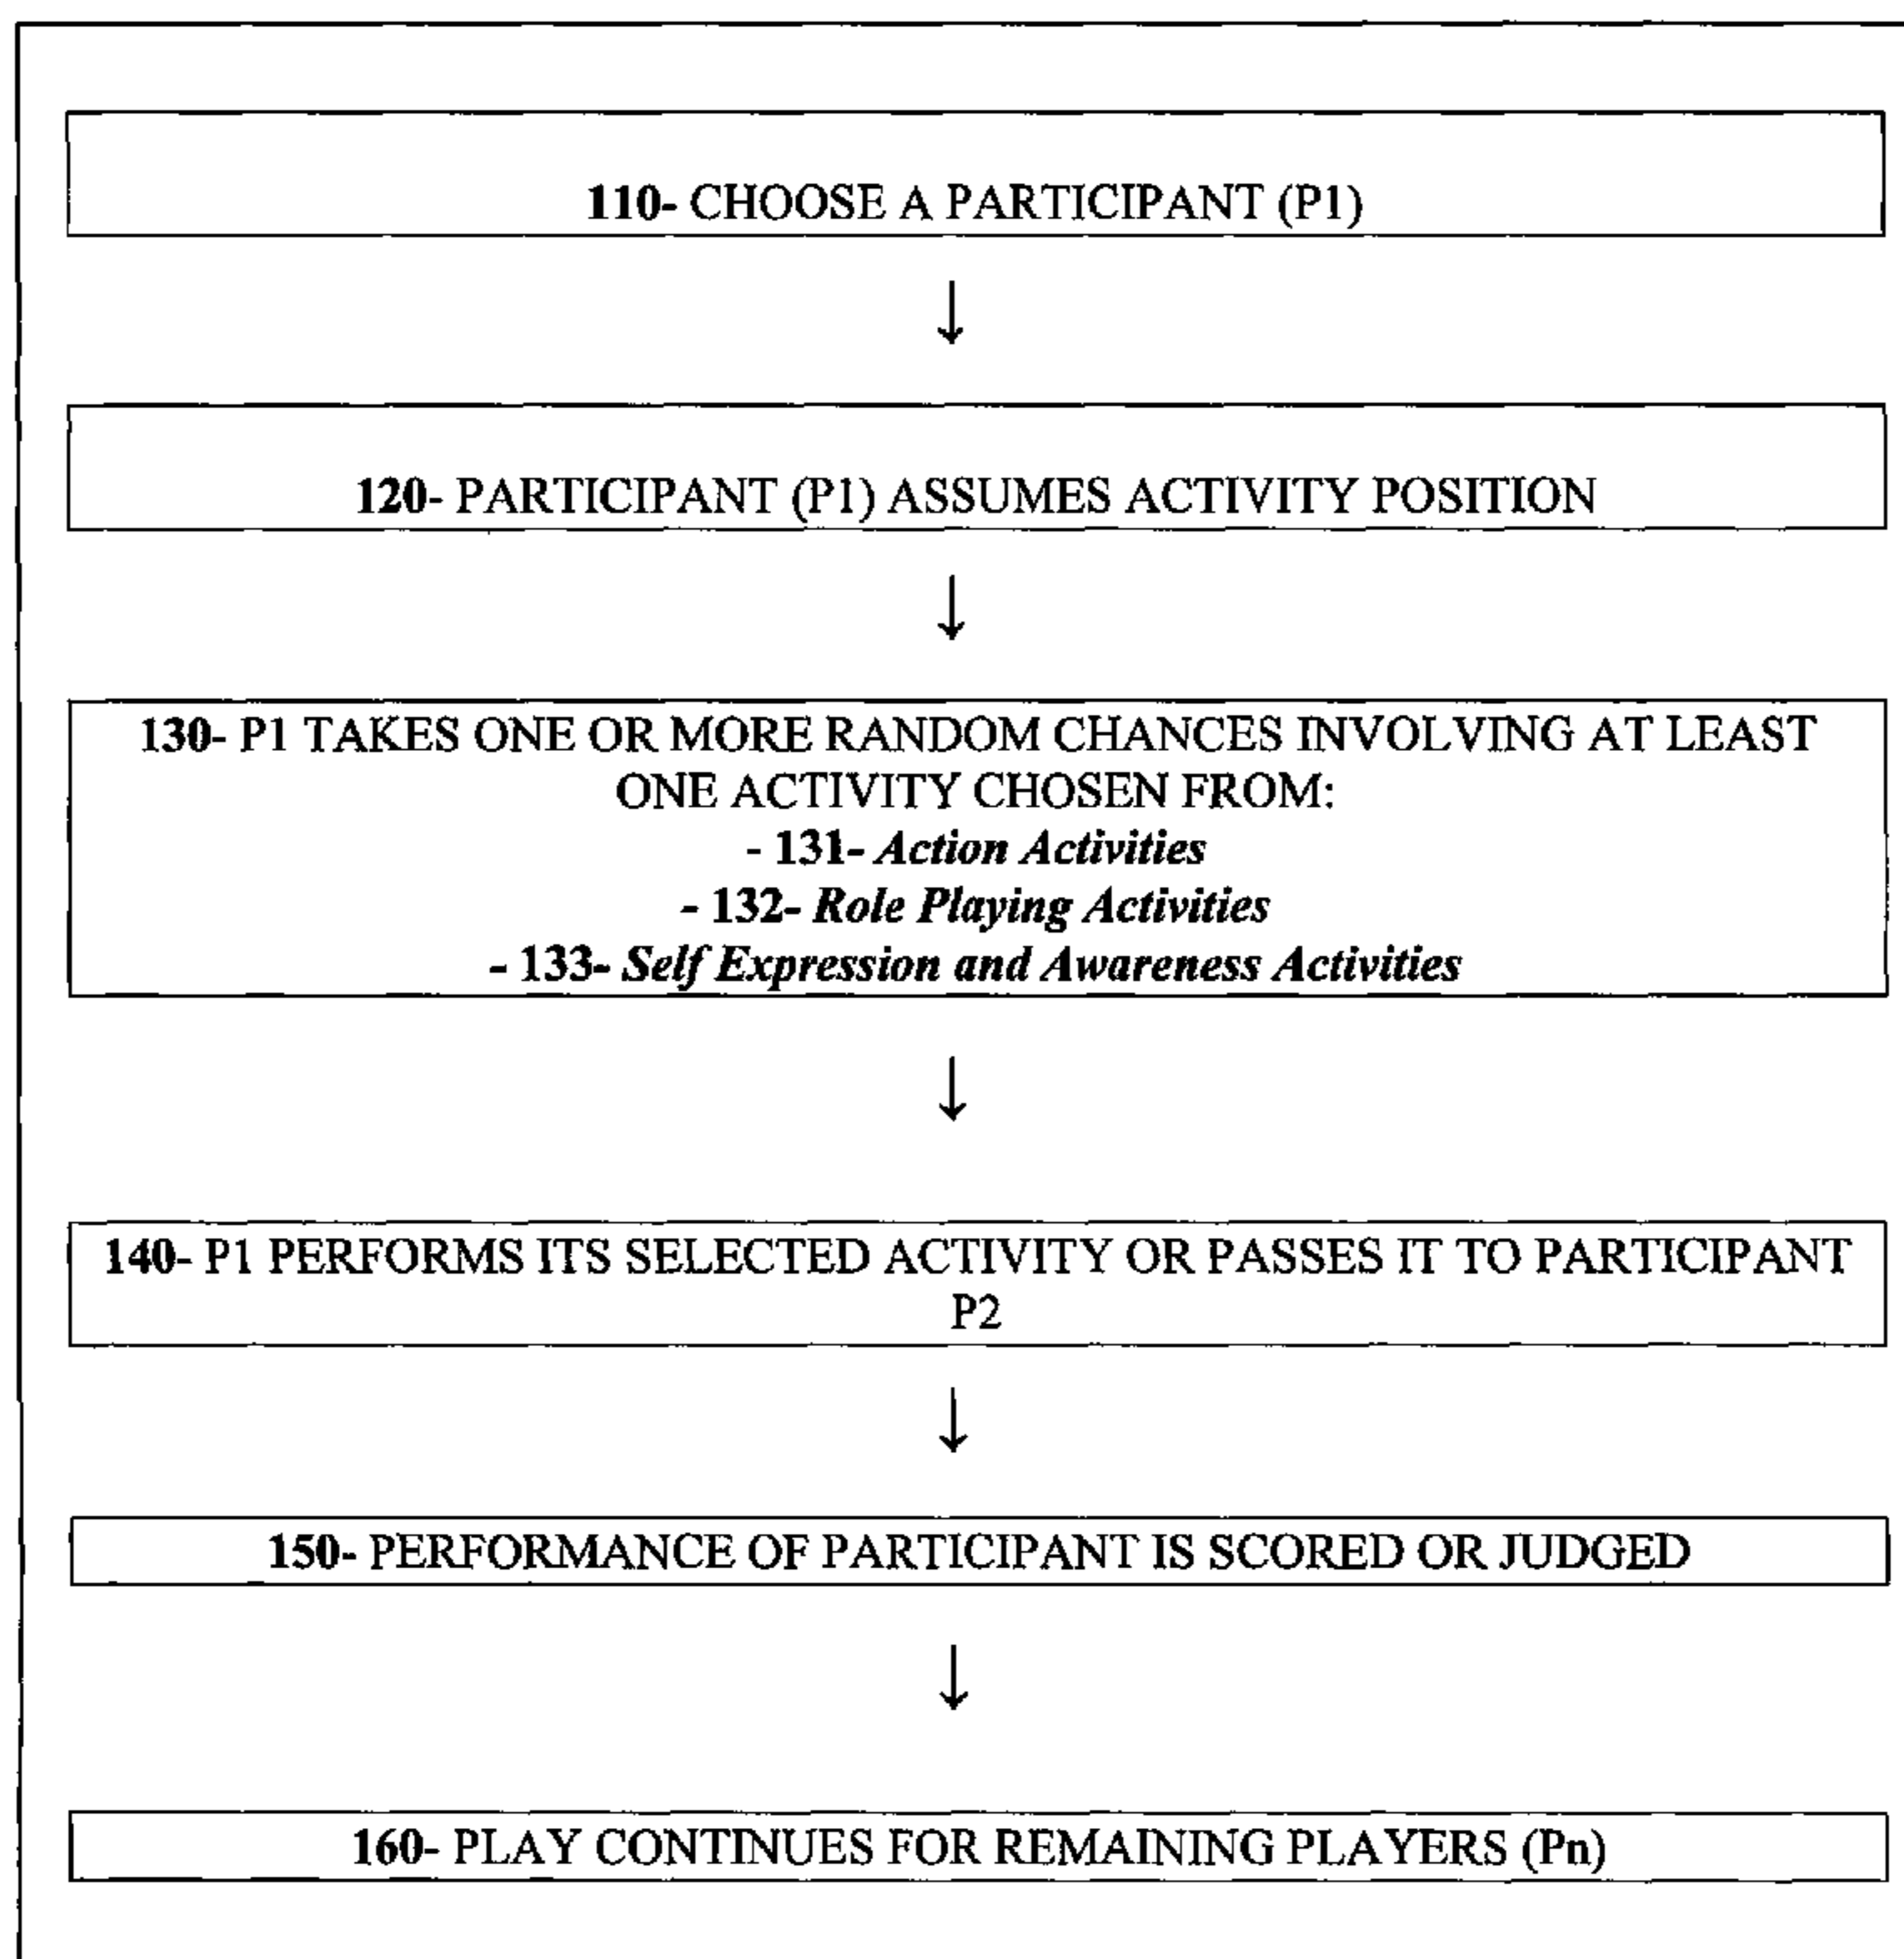 110- CHOOSE A PARTICIPANT (P1)
↓
120- PARTICIPANT (P1) ASSUMES ACTIVITY POSITION
↓
130- P1 TAKES ONE OR MORE RANDOM CHANCES INVOLVING AT LEAST
ONE ACTIVITY CHOSEN FROM:
- 131- Action Activities
- 132- Role Playing Activities
- 133- Self Expression and Awareness Activities
↓
140- P1 PERFORMS ITS SELECTED ACTIVITY OR PASSES IT TO PARTICIPANT
P2
↓
150- PERFORMANCE OF PARTICIPANT IS SCORED OR JUDGED
↓
160- PLAY CONTINUES FOR REMAINING PLAYERS (Pn)